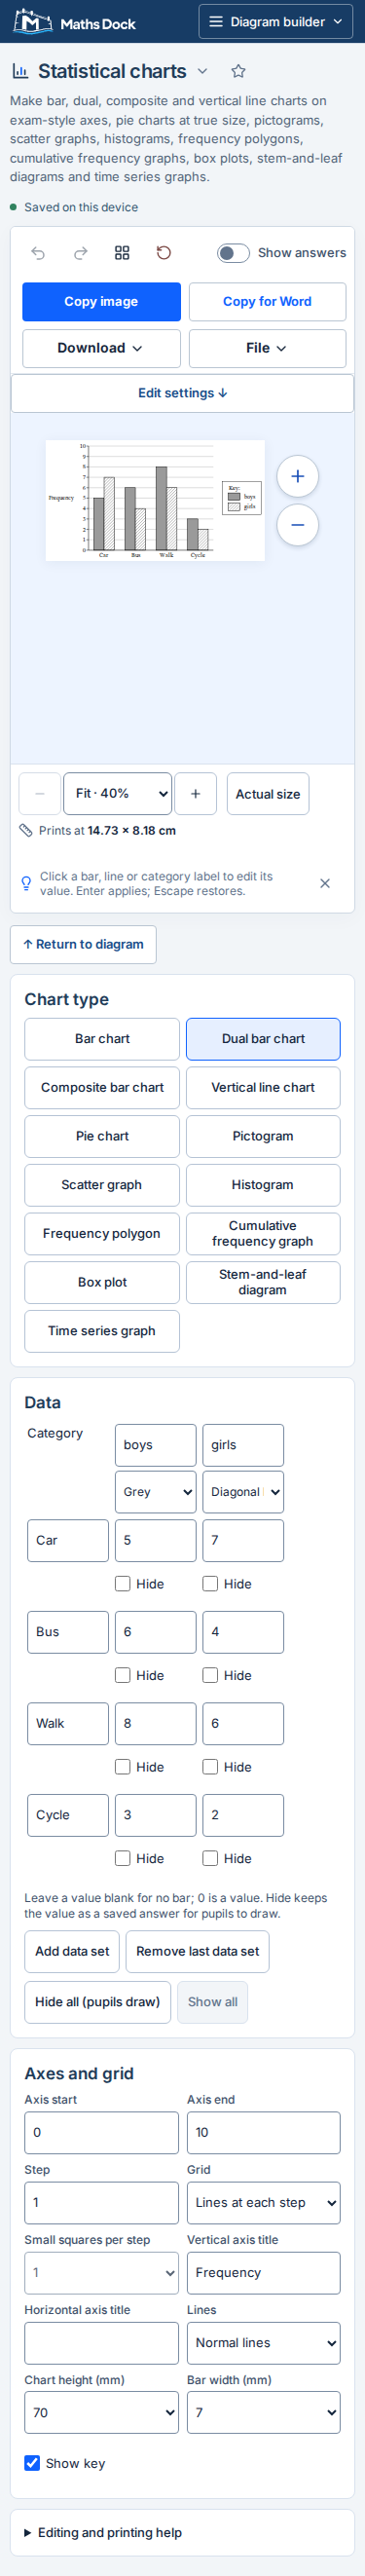 Maths Dock
Diagram builder
Statistical charts
Make bar, dual, composite and vertical line charts on
exam-style axes, pie charts at true size, pictograms,
scatter graphs, histograms, frequency polygons,
cumulative frequency graphs, box plots, stem-and-leaf
diagrams and time series graphs.
Saved on this device
Show answers
Copy image
Copy for Word
Download
File
Edit settings ↓
10
9
8
7
6
5
4
3
2
1
0
Frequency
Car
Bus
Walk
Cycle
Key:
boys
girls
+
−
−
Fit · 40%
+
Actual size
Prints at 14.73 × 8.18 cm
Click a bar, line or category label to edit its
value. Enter applies; Escape restores.
↑ Return to diagram
Chart type
Bar chart
Dual bar chart
Composite bar chart
Vertical line chart
Pie chart
Pictogram
Scatter graph
Histogram
Frequency polygon
Cumulative
frequency graph
Box plot
Stem-and-leaf
diagram
Time series graph
Data
Category
boys
girls
Grey
Diagonal
Car
5
7
Hide
Hide
Bus
6
4
Hide
Hide
Walk
8
6
Hide
Hide
Cycle
3
2
Hide
Hide
Leave a value blank for no bar; 0 is a value. Hide keeps
the value as a saved answer for pupils to draw.
Add data set
Remove last data set
Hide all (pupils draw)
Show all
Axes and grid
Axis start
Axis end
0
10
Step
Grid
1
Lines at each step
Small squares per step
Vertical axis title
1
Frequency
Horizontal axis title
Lines
Normal lines
Chart height (mm)
Bar width (mm)
70
7
Show key
Editing and printing help